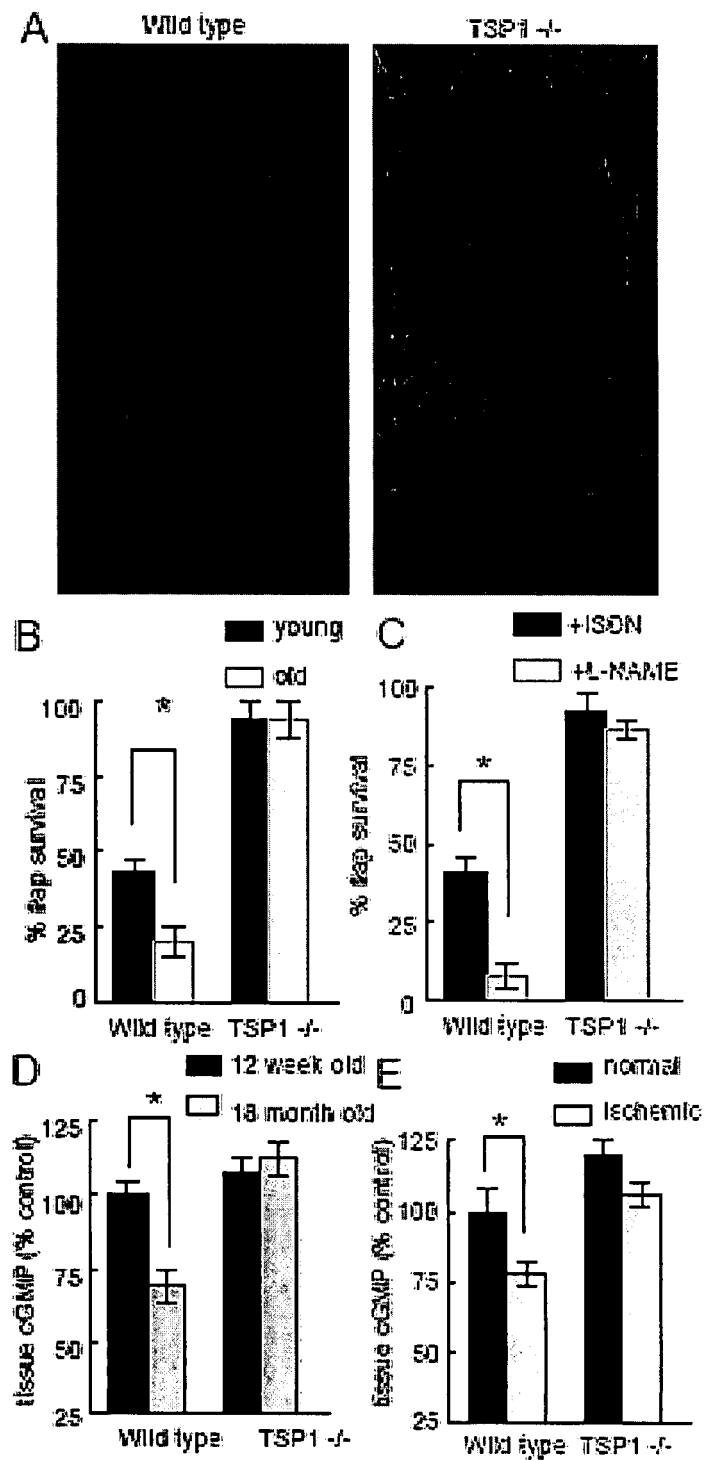 A Wild type TSP1 -/-
B young
old
*
100
75
50
25
0
% flap survival
Wild type TSP1 -/-
C +ISDN
+L-NAME
*
100
75
50
25
0
% flap survival
Wild type TSP1 -/-
D 12 week old
18 month old
*
125
100
75
50
25
tissue cGMP (% control)
Wild type TSP1 -/-
E normal
Ischemic
*
125
100
75
50
25
tissue cGMP (% control)
Wild type TSP1 -/-